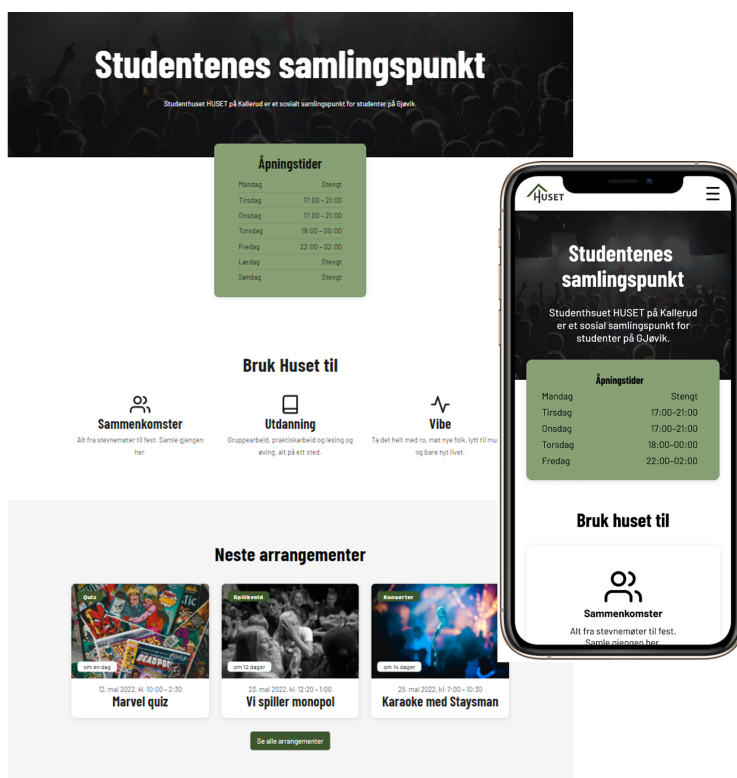 Studentenes samlingspunkt
Studenthuset HUSET på Kallerud er et sosialt samlingspunkt for studenter på Gjøvik.
Åpningstider
Mandag Stengt
Tirsdag 17:00 - 21:00
Onsdag 17:00 - 21:00
Torsdag 18:00 - 00:00
Fredag 22:00 - 02:00
Lørdag Stengt
Søndag Stengt
Bruk Huset til
Sammenkomster
Alt fra stevnemøter til fest. Samle gjengen
her.
Utdanning
Gruppearbeid, praktiskarbeid og lesing og
øving, alt på ett sted.
Vibe
Ta det helt med ro, møt nye folk, lytt til mu
og bare nyt livet.
Neste arrangementer
Quiz
DEADPOOL
om en dag
12. mai 2022, kl. 10:00 - 2:30
Marvel quiz
Spillkveld
om 12 dager
23. mai 2022, kl. 12:20 - 1:00
Vi spiller monopol
Konserter
om 14 dager
25. mai 2022, kl. 7:00 - 10:30
Karaoke med Staysman
Se alle arrangementer
HUSET
Studentenes
samlingspunkt
Studenthsuet HUSET på Kallerud
er et sosial samlingspunkt for
studenter på GJøvik.
Åpningstider
Mandag Stengt
Tirsdag 17:00-21:00
Onsdag 17:00-21:00
Torsdag 18:00-00:00
Fredag 22:00-02:00
Bruk huset til
Sammenkomster
Alt fra stevnemøter til fest.
Samle gjengen her.